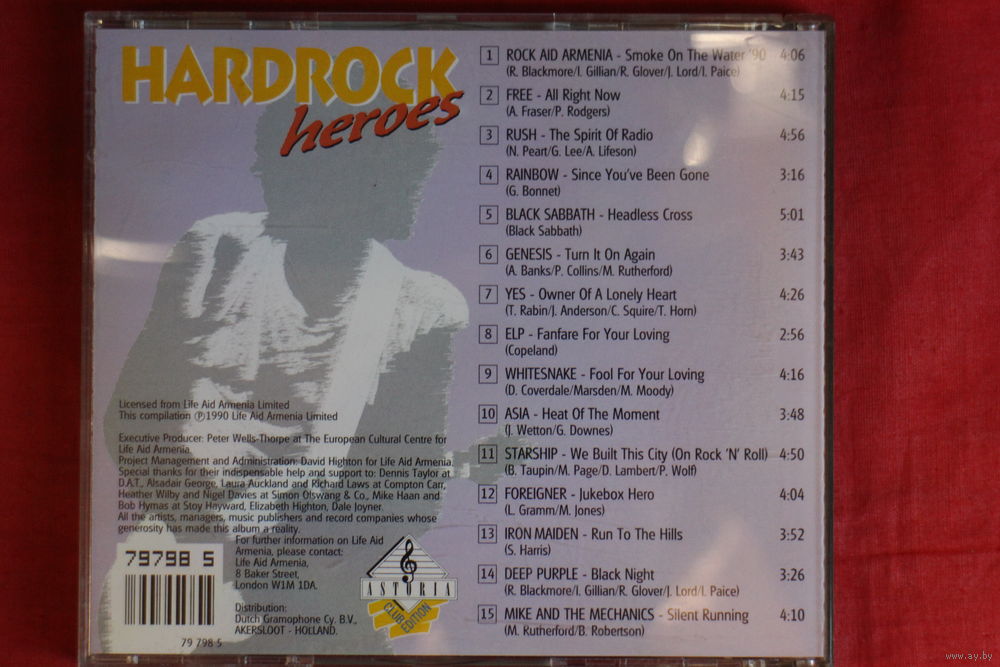 HARDROCK
heroes
1 ROCK AID ARMENIA - Smoke On The Water '90 4:06
(R. Blackmore/I. Gillian/R. Glover/J. Lord/I. Paice)
2 FREE - All Right Now 4:15
(A. Fraser/P. Rodgers)
3 RUSH - The Spirit Of Radio 4:56
(N. Peart/G. Lee/A. Lifeson)
4 RAINBOW - Since You've Been Gone 3:16
(G. Bonnet)
5 BLACK SABBATH - Headless Cross 5:01
(Black Sabbath)
6 GENESIS - Turn It On Again 3:43
(A. Banks/P. Collins/M. Rutherford)
7 YES - Owner Of A Lonely Heart 4:26
(T. Rabin/J. Anderson/C. Squire/T. Horn)
8 ELP - Fanfare For Your Loving 2:56
(Copeland)
9 WHITESNAKE - Fool For Your Loving 4:16
(D. Coverdale/Marsden/M. Moody)
10 ASIA - Heat Of The Moment 3:48
(J. Wetton/G. Downes)
11 STARSHIP - We Built This City (On Rock 'N' Roll) 4:50
(B. Taupin/M. Page/D. Lambert/P. Wolf)
12 FOREIGNER - Jukebox Hero 4:04
(L. Gramm/M. Jones)
13 IRON MAIDEN - Run To The Hills 3:52
(S. Harris)
14 DEEP PURPLE - Black Night 3:26
(R. Blackmore/I. Gillian/R. Glover/J. Lord/I. Paice)
15 MIKE AND THE MECHANICS - Silent Running 4:10
(M. Rutherford/B. Robertson)
Licensed from Life Aid Armenia Limited
This compilation ℗1990 Life Aid Armenia Limited
Executive Producer: Peter Wells-Thorpe at The European Cultural Centre for
Life Aid Armenia.
Project Management and Administration: David Highton for Life Aid Armenia.
Special thanks for their indispensable help and support to: Dennis Taylor at
D.A.T., Alsadair George, Laura Auckland and Richard Laws at Compton Carr,
Heather Wilby and Nigel Davies at Simon Olswang & Co., Mike Haan and
Bob Hymas at Stoy Hayward, Elizabeth Highton, Dale Joyner.
All the artists, managers, music publishers and record companies whose
generosity has made this album a reality.
For further information on Life Aid
Armenia, please contact:
Life Aid Armenia,
8 Baker Street,
London W1M 1DA.
Distribution:
Dutch Gramophone Cy. B.V.,
AKERSLOOT - HOLLAND.
79798 5
79 798 5
ASTORIA
CLUB EDITION
www.ay.by